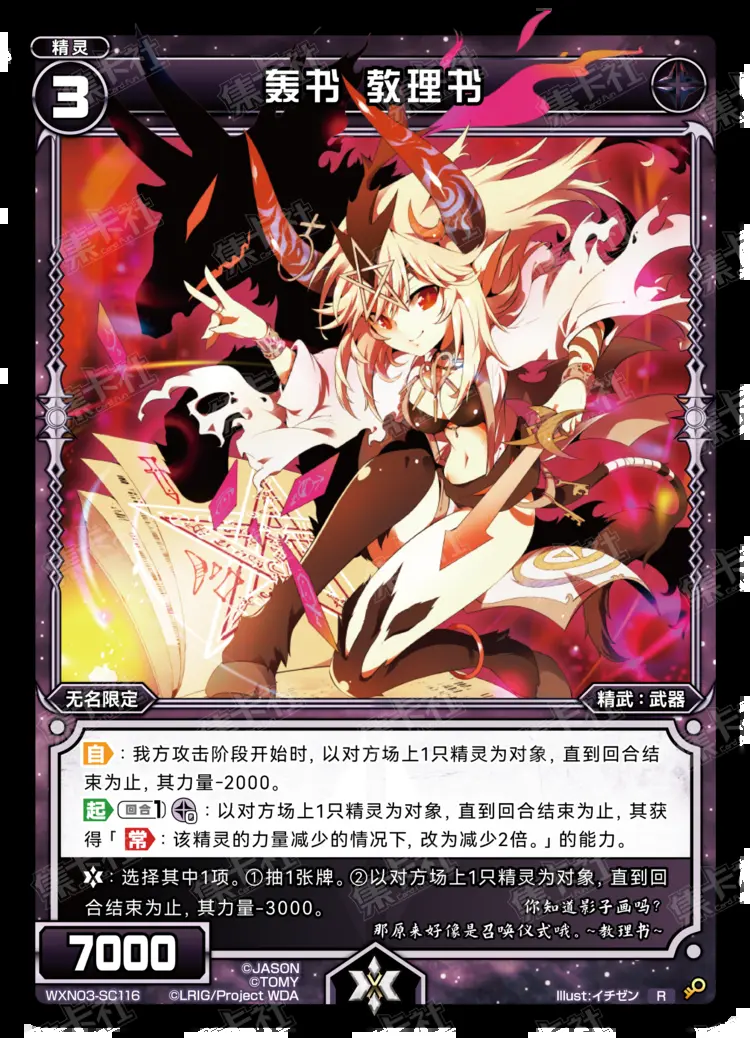 精灵
3
轰书 教理书
无名限定
精武：武器
自：我方攻击阶段开始时，以对方场上1只精灵为对象，直到回合结
束为止，其力量-2000。
起 回合1 0：以对方场上1只精灵为对象，直到回合结束为止，其获
得「常：该精灵的力量减少的情况下，改为减少2倍。」的能力。
：选择其中1项。①抽1张牌。②以对方场上1只精灵为对象，直到回
合结束为止，其力量-3000。
你知道影子画吗？
那原来好像是召唤仪式哦。~教理书~
7000
©JASON
©TOMY
WXN03-SC116 ©LRIG/Project WDA
Illust:イチゼン R
集卡社